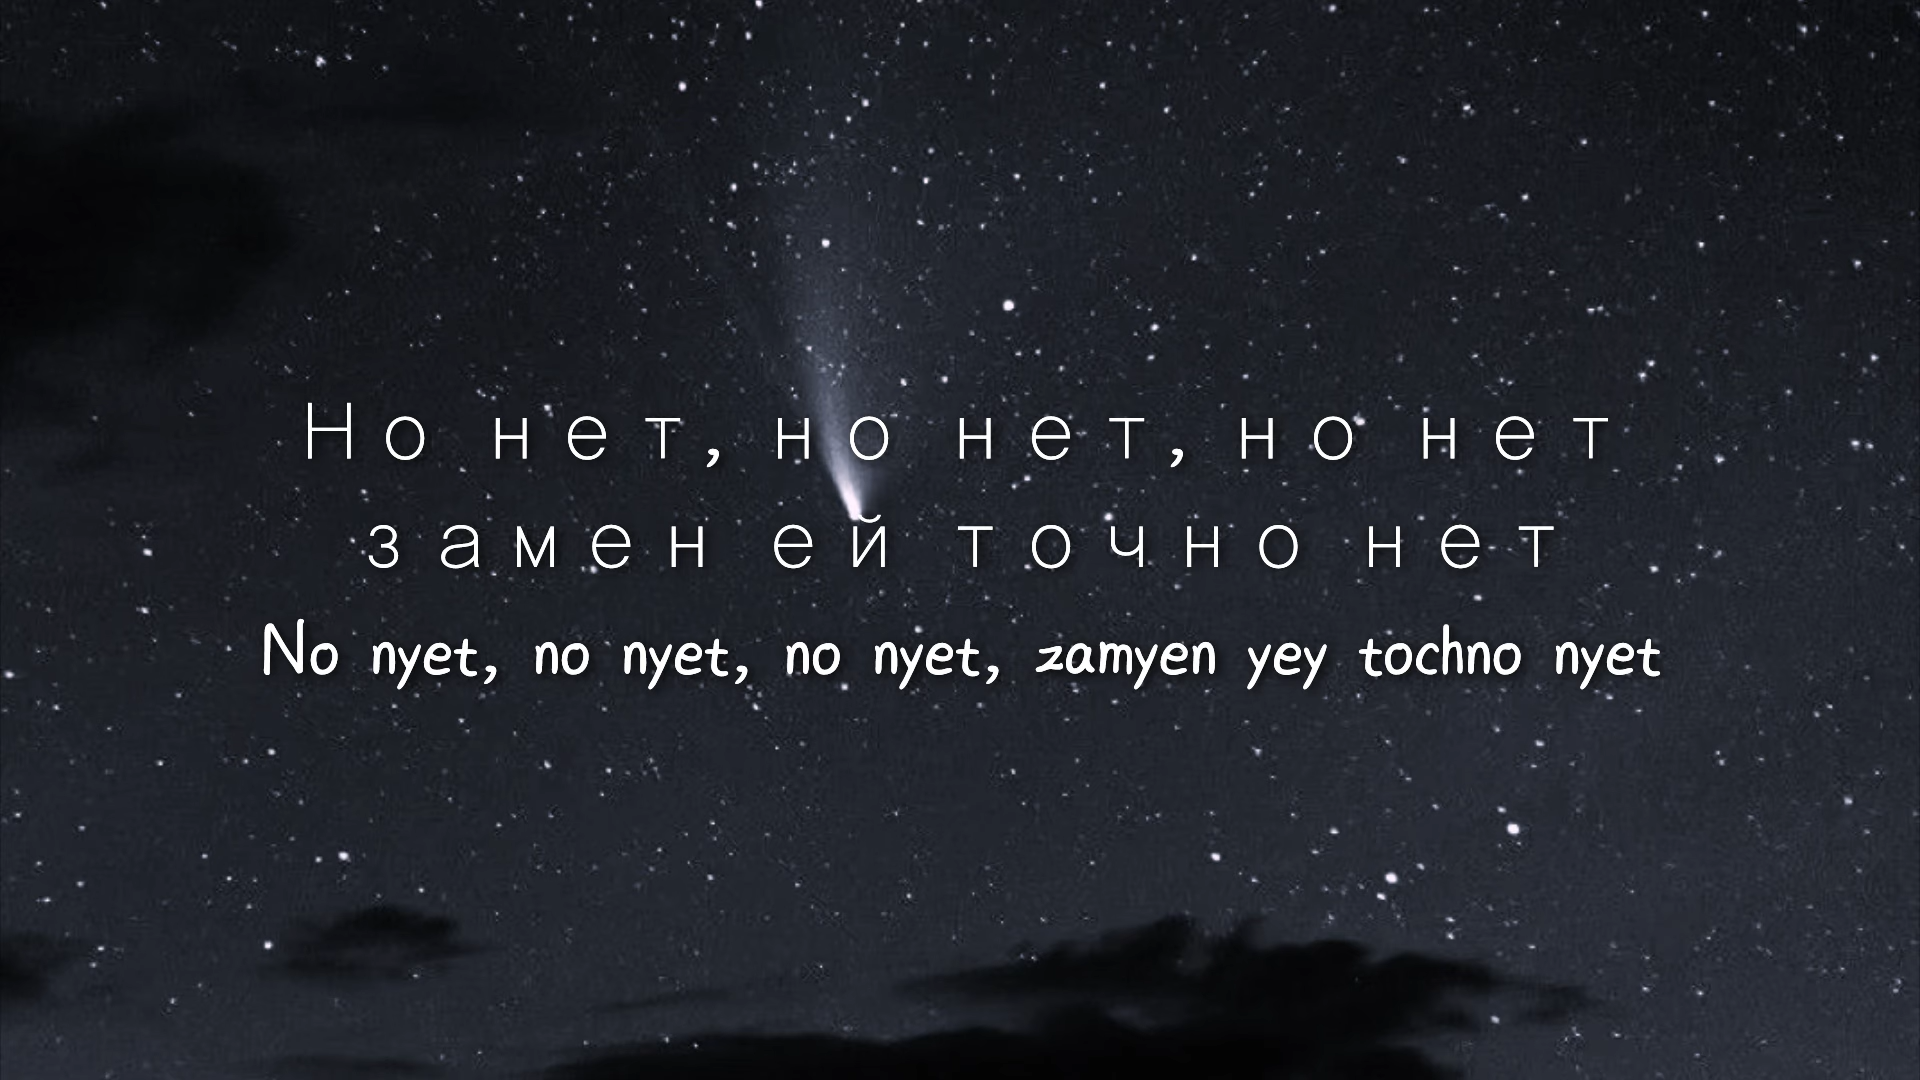 Но нет, но нет, но нет
замен ей точно нет
No nyet, no nyet, no nyet, zamyen yey tochno nyet